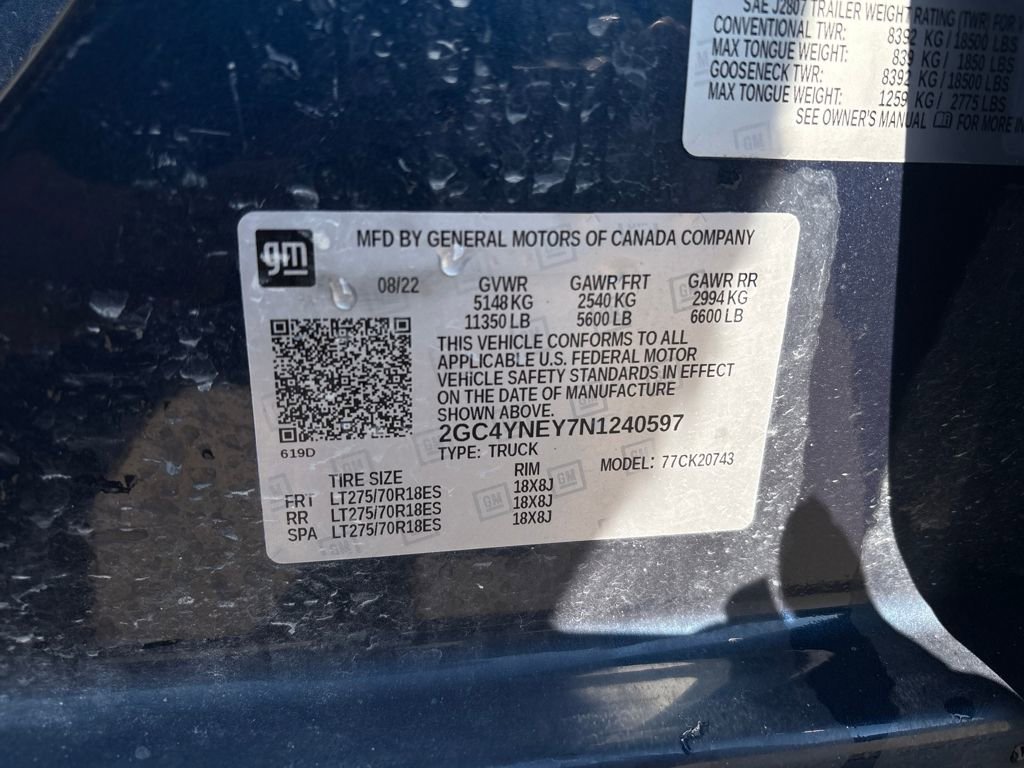 SAE J2807 TRAILER WEIGHT RATING (TWR) FOR
CONVENTIONAL TWR: 8392 KG / 18500 LBS
MAX TONGUE WEIGHT: 839 KG / 1850 LBS
GOOSENECK TWR: 8392 KG / 18500 LBS
MAX TONGUE WEIGHT: 1259 KG / 2775 LBS
SEE OWNER'S MANUAL FOR MORE
gm
MFD BY GENERAL MOTORS OF CANADA COMPANY
08/22 GVWR GAWR FRT GAWR RR
5148 KG 2540 KG 2994 KG
11350 LB 5600 LB 6600 LB
THIS VEHICLE CONFORMS TO ALL
APPLICABLE U.S. FEDERAL MOTOR
VEHICLE SAFETY STANDARDS IN EFFECT
ON THE DATE OF MANUFACTURE
SHOWN ABOVE.
2GC4YNEY7N1240597
619D
TYPE: TRUCK
MODEL: 77CK20743
TIRE SIZE RIM
FRT LT275/70R18ES 18X8J
RR LT275/70R18ES 18X8J
SPA LT275/70R18ES 18X8J